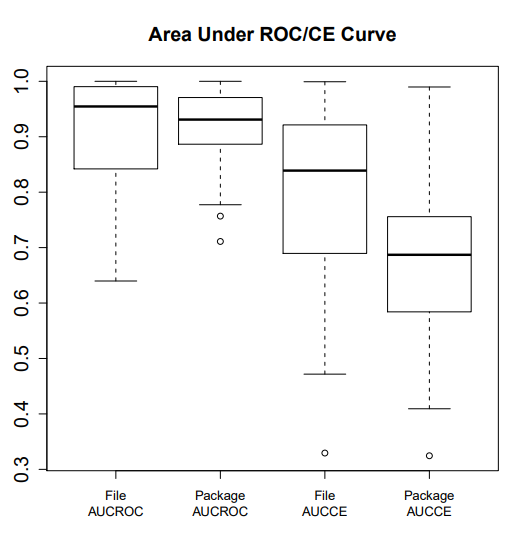 Area Under ROC/CE Curve
1.0
0.9
0.8
0.7
0.6
0.5
0.4
0.3
File Package File Package
AUCROC AUCROC AUCCE AUCCE